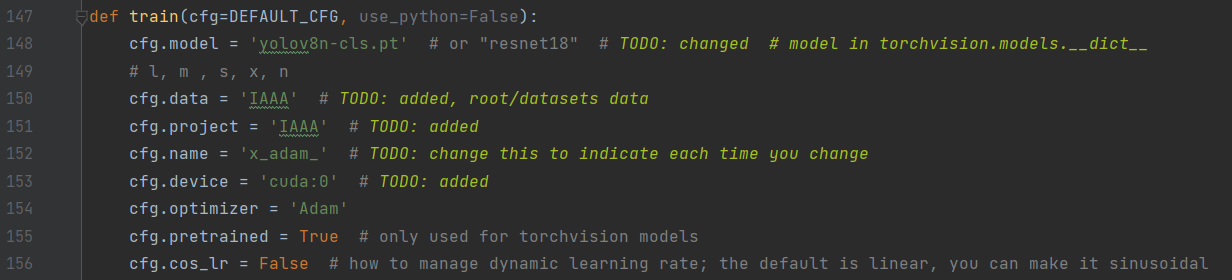 147 def train(cfg=DEFAULT_CFG, use_python=False):
148 cfg.model = 'yolov8n-cls.pt' # or "resnet18" # TODO: changed # model in torchvision.models.__dict__
149 # l, m , s, x, n
150 cfg.data = 'IAAA' # TODO: added, root/datasets data
151 cfg.project = 'IAAA' # TODO: added
152 cfg.name = 'x_adam_' # TODO: change this to indicate each time you change
153 cfg.device = 'cuda:0' # TODO: added
154 cfg.optimizer = 'Adam'
155 cfg.pretrained = True # only used for torchvision models
156 cfg.cos_lr = False # how to manage dynamic learning rate; the default is linear, you can make it sinusoidal